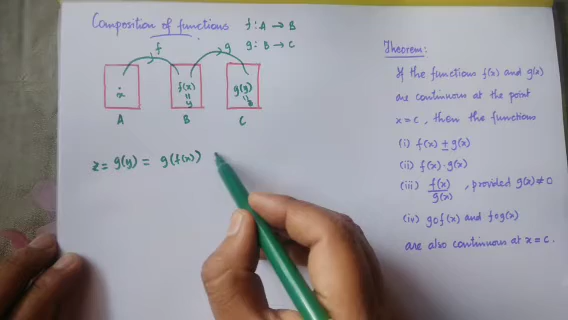 Composition of functions f: A → B
g: B → C
f g
x f(x) g(y)
|| ||
y z
A B C
z = g(y) = g(f(x))
Theorem:
If the functions f(x) and g(x)
are continuous at the point
x = c, then the functions
(i) f(x) ± g(x)
(ii) f(x) · g(x)
(iii) f(x)/g(x), provided g(x) ≠ 0
(iv) gof(x) and fog(x)
are also continuous at x = c.